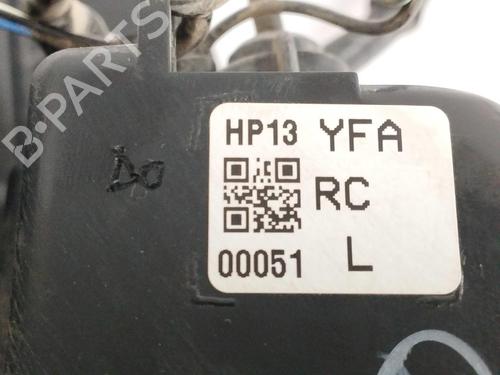 HP13 YFA
RC
00051 L
B-PARTS